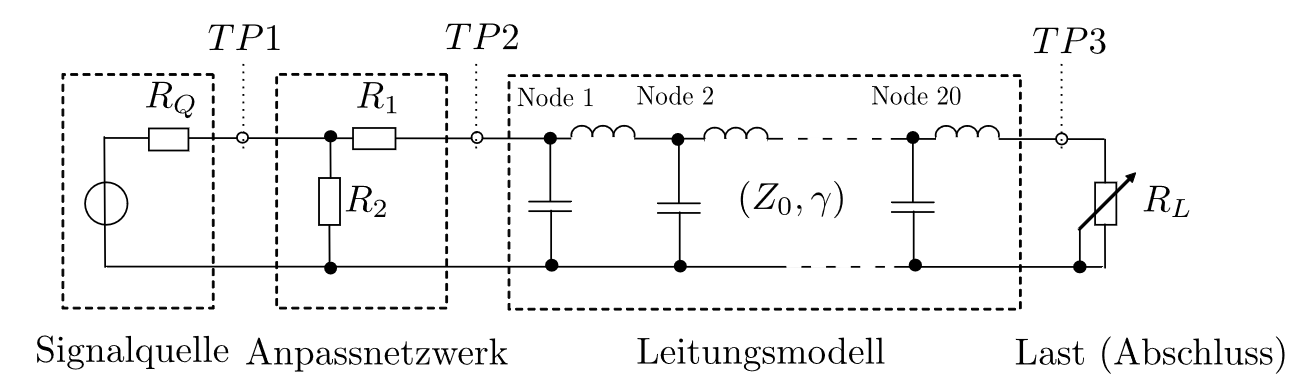 TP1
TP2
TP3
R_Q
R_1
Node 1
Node 2
Node 20
R_2
(Z_0, γ)
R_L
Signalquelle
Anpassnetzwerk
Leitungsmodell
Last (Abschluss)